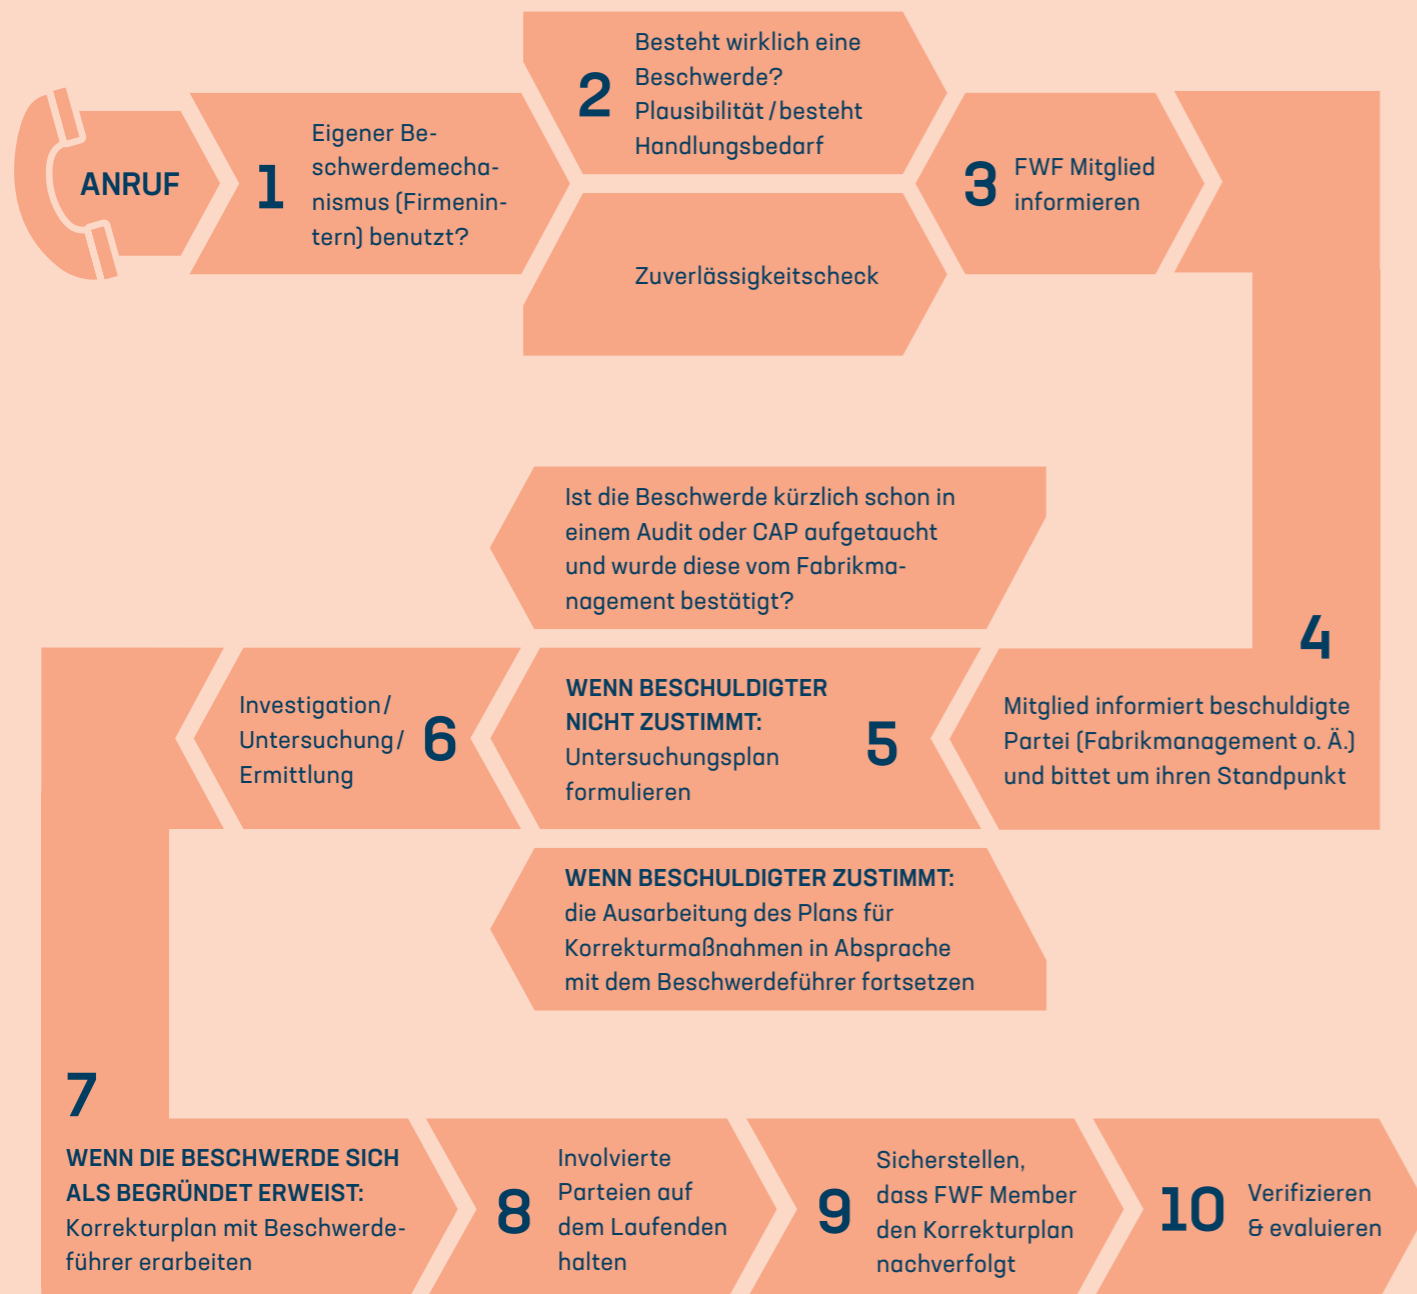 ANRUF
1
Eigener Be-
schwerdemecha-
nismus (Firmenin-
tern) benutzt?
2
Besteht wirklich eine
Beschwerde?
Plausibilität / besteht
Handlungsbedarf
Zuverlässigkeitscheck
3
FWF Mitglied
informieren
4
Mitglied informiert beschuldigte
Partei (Fabrikmanagement o. Ä.)
und bittet um ihren Standpunkt
Ist die Beschwerde kürzlich schon in
einem Audit oder CAP aufgetaucht
und wurde diese vom Fabrikma-
nagement bestätigt?
5
WENN BESCHULDIGTER
NICHT ZUSTIMMT:
Untersuchungsplan
formulieren
WENN BESCHULDIGTER ZUSTIMMT:
die Ausarbeitung des Plans für
Korrekturmaßnahmen in Absprache
mit dem Beschwerdeführer fortsetzen
6
Investigation /
Untersuchung /
Ermittlung
7
WENN DIE BESCHWERDE SICH
ALS BEGRÜNDET ERWEIST:
Korrekturplan mit Beschwerde-
führer erarbeiten
8
Involvierte
Parteien auf
dem Laufenden
halten
9
Sicherstellen,
dass FWF Member
den Korrekturplan
nachverfolgt
10
Verifizieren
& evaluieren